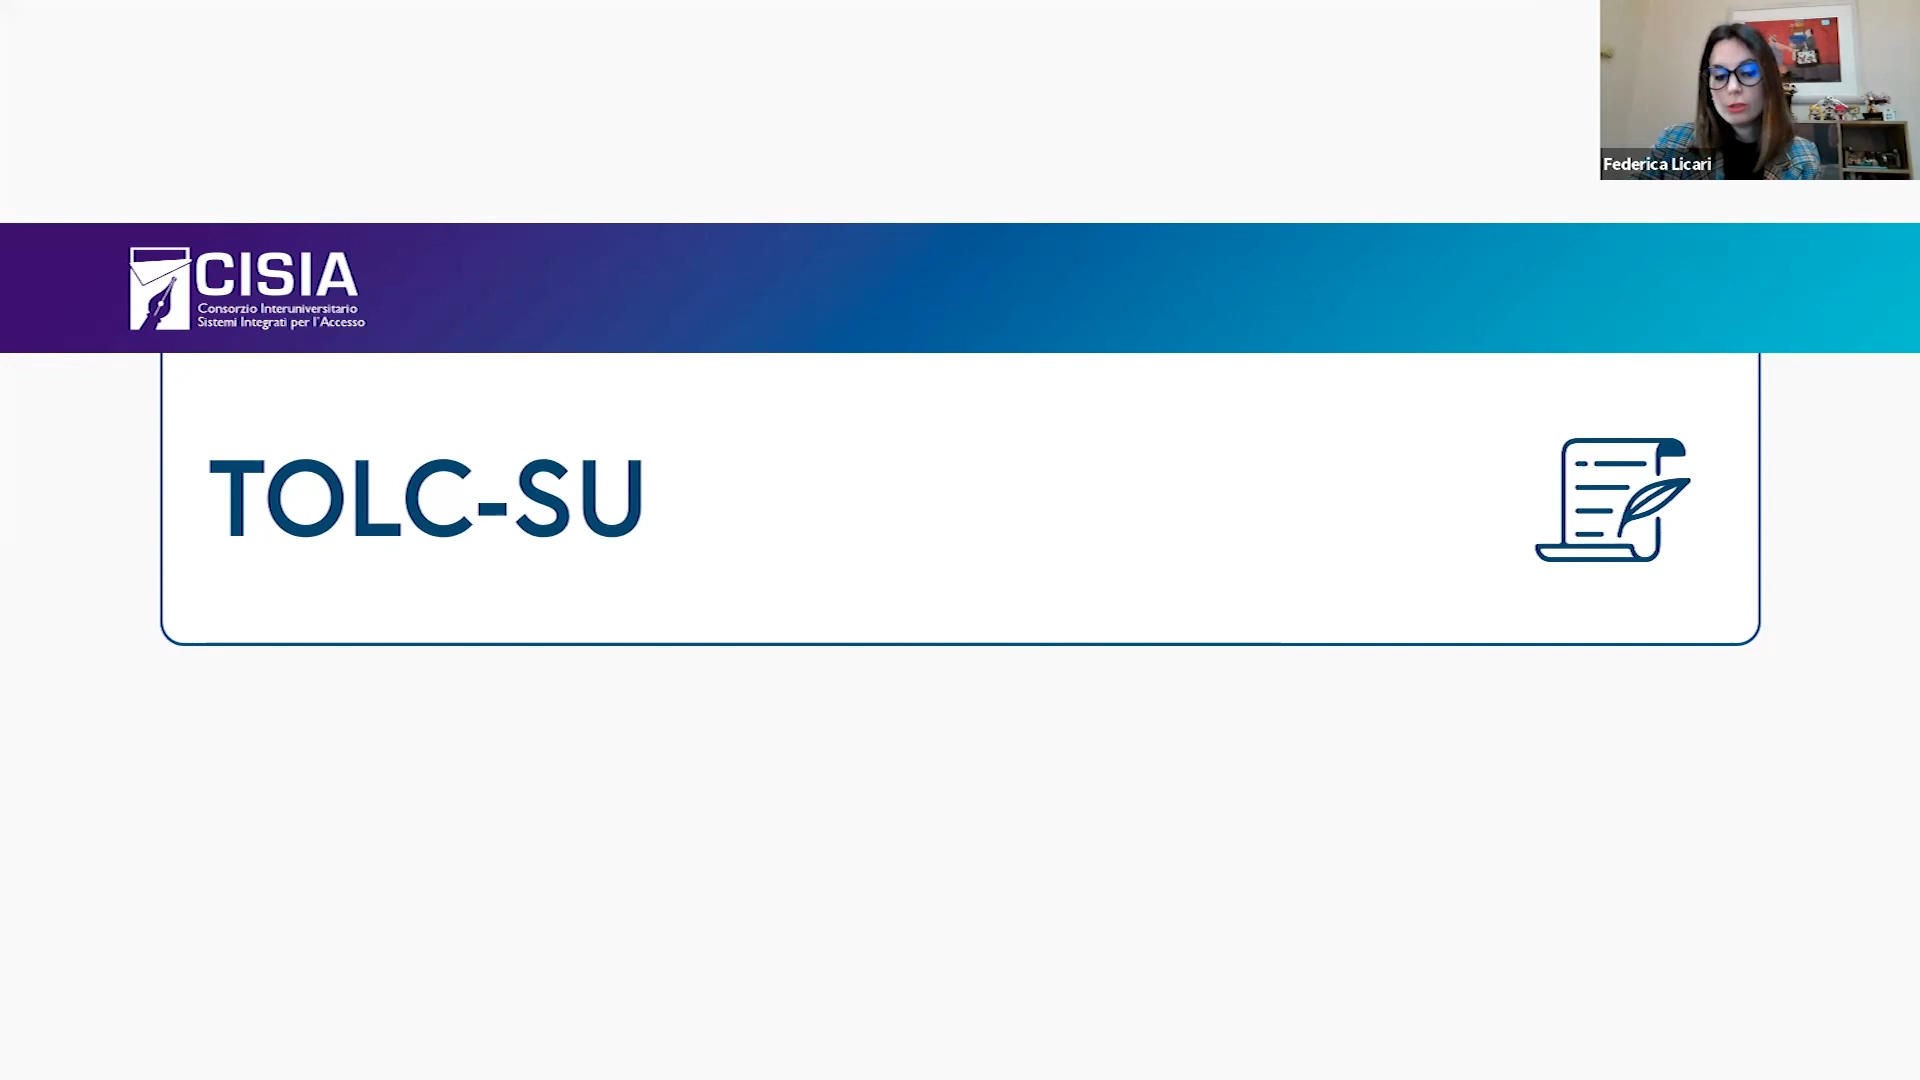 Federica Licari
CISIA
Consorzio Interuniversitario
Sistemi Integrati per l'Accesso
TOLC-SU